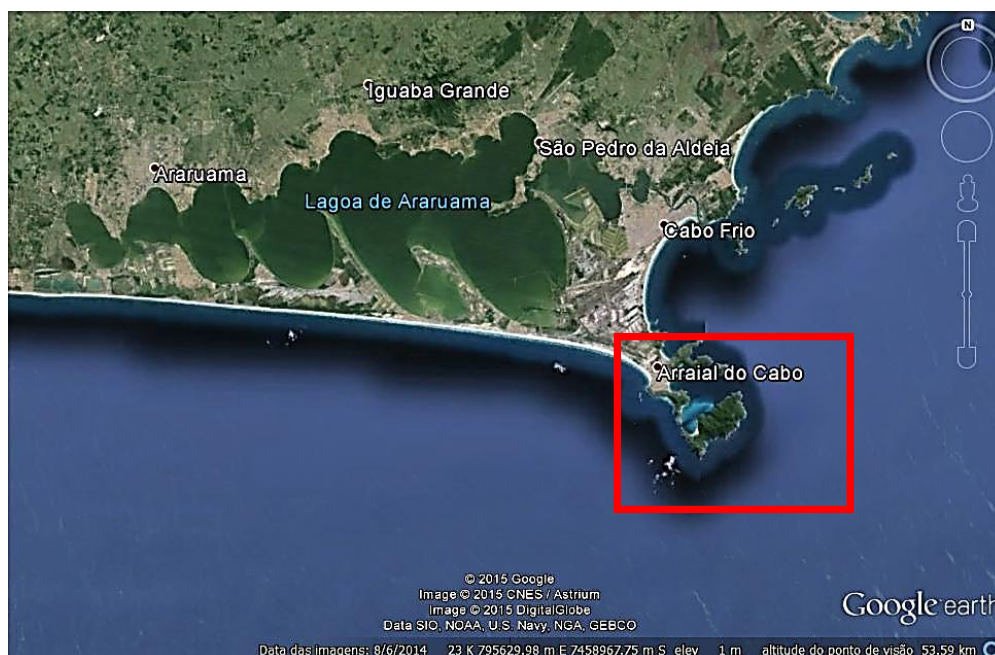 N
Iguaba Grande
São Pedro da Aldeia
Araruama
Lagoa de Araruama
Cabo Frio
Arraial do Cabo
© 2015 Google
Image © 2015 CNES / Astrium
Image © 2015 DigitalGlobe
Data SIO, NOAA, U.S. Navy, NGA, GEBCO
Google earth
Data das imagens: 8/6/2014 23 K 795629.98 m E 7458967.75 m S elev 1 m altitude do ponto de visão 53.59 km